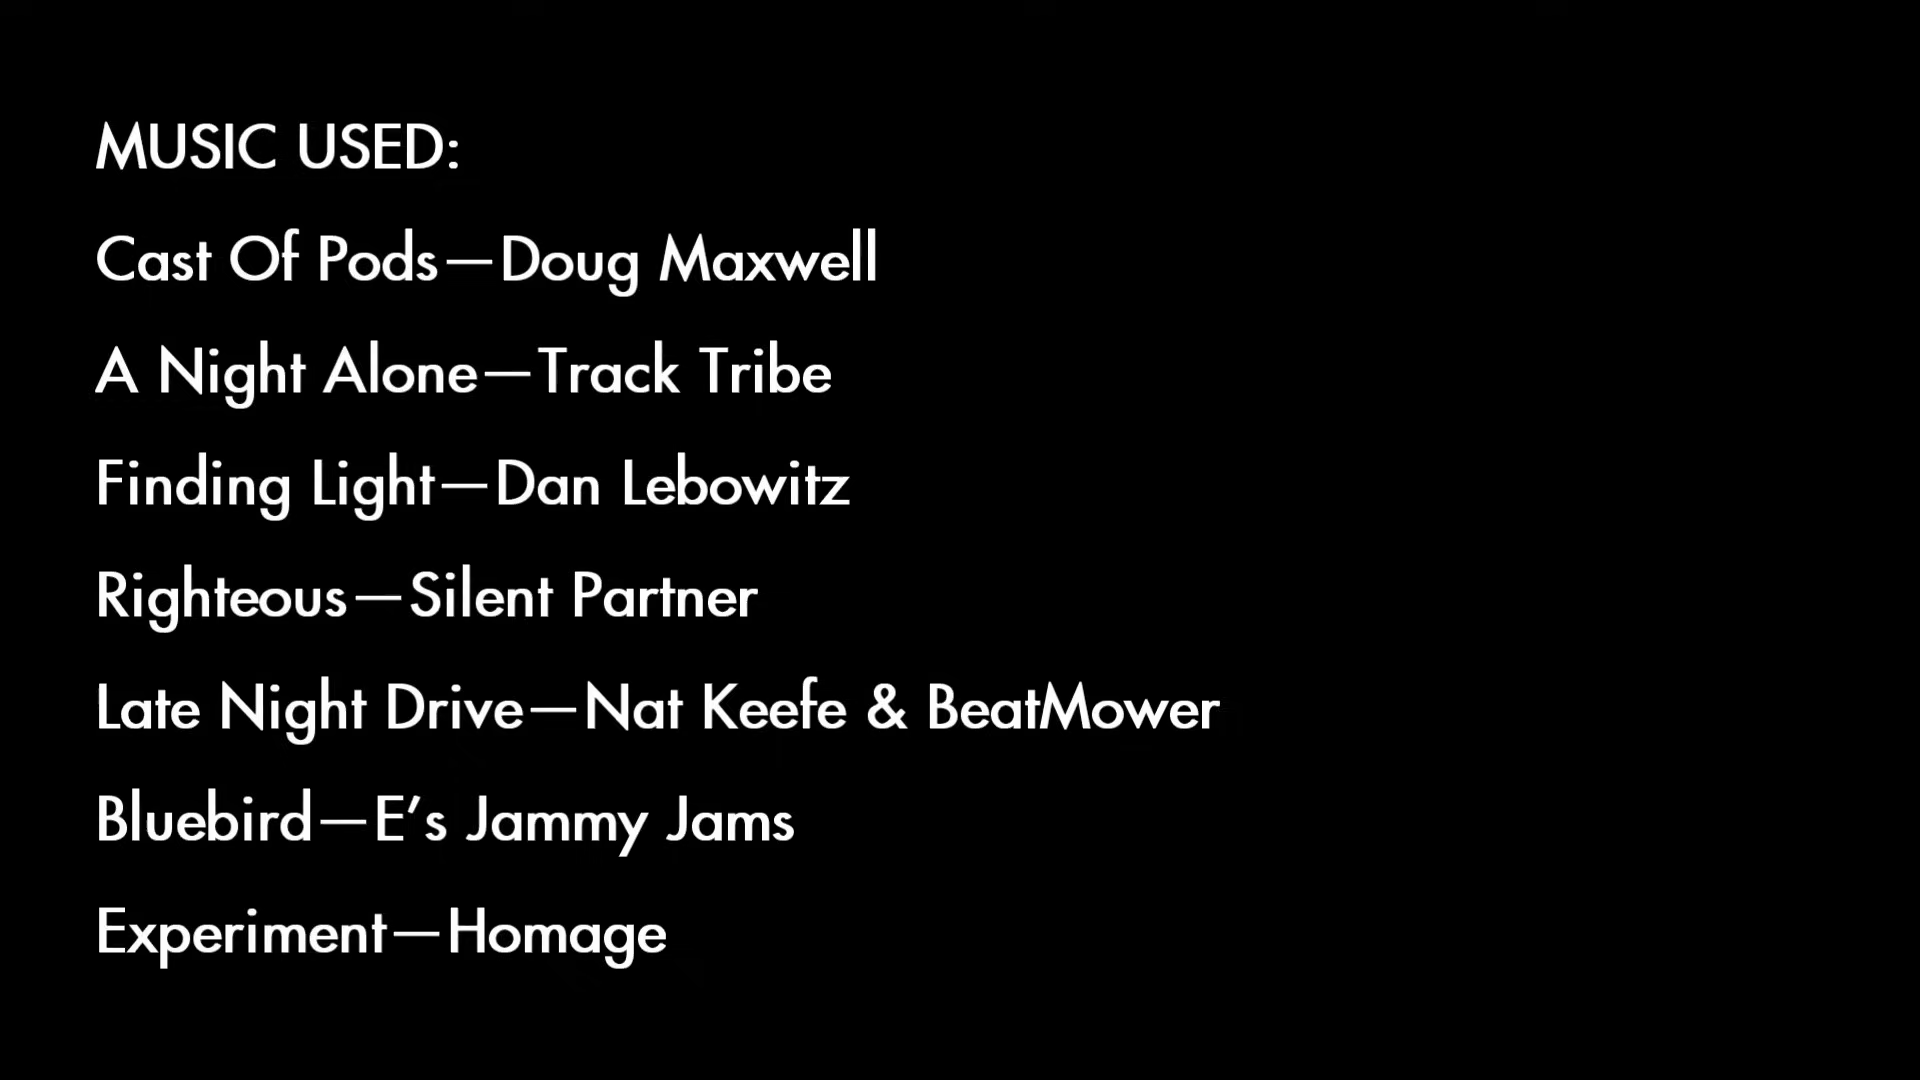 MUSIC USED:
Cast Of Pods—Doug Maxwell
A Night Alone—Track Tribe
Finding Light—Dan Lebowitz
Righteous—Silent Partner
Late Night Drive—Nat Keefe & BeatMower
Bluebird—E’s Jammy Jams
Experiment—Homage